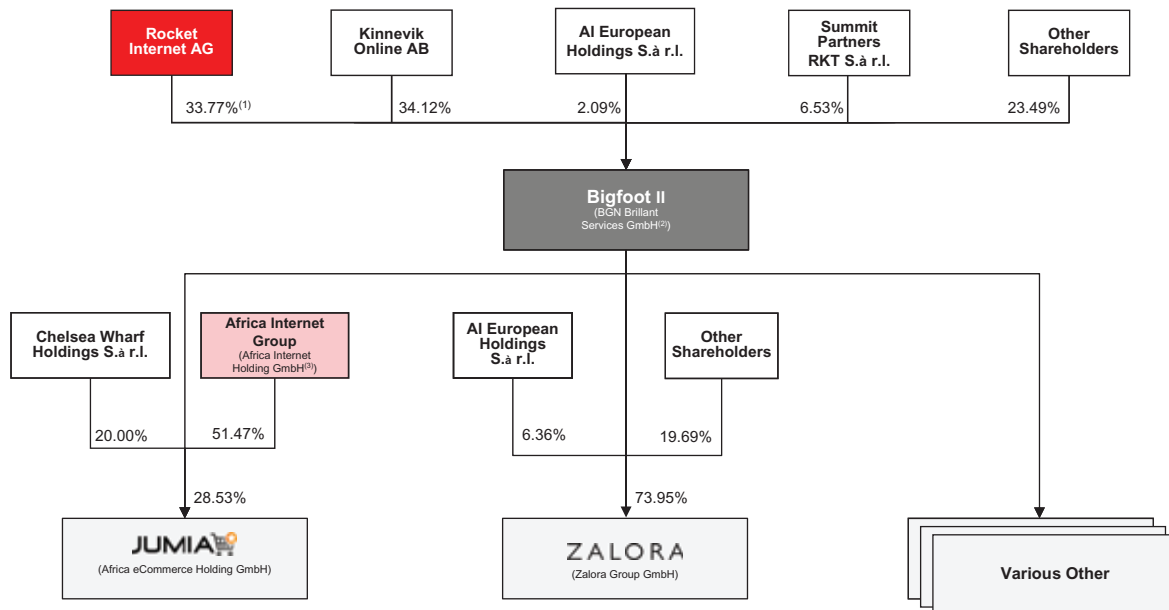 Rocket
Internet AG
Kinnevik
Online AB
AI European
Holdings S.à r.l.
Summit
Partners
RKT S.à r.l.
Other
Shareholders
33.77%(1)
34.12%
2.09%
6.53%
23.49%
Bigfoot II
(BGN Brillant
Services GmbH(2))
Chelsea Wharf
Holdings S.à r.l.
Africa Internet
Group
(Africa Internet
Holding GmbH(3))
AI European
Holdings
S.à r.l.
Other
Shareholders
20.00%
51.47%
6.36%
19.69%
28.53%
73.95%
JUMIA
(Africa eCommerce Holding GmbH)
ZALORA
(Zalora Group GmbH)
Various Other